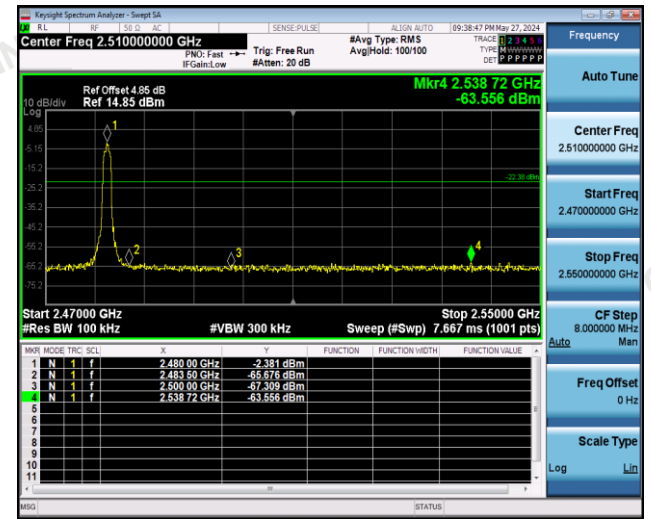 Keysight Spectrum Analyzer - Swept SA
RL RF 50 Ω AC SENSE:PULSE ALIGN AUTO 09:38:47 PM May 27, 2024
Center Freq 2.510000000 GHz
PNO: Fast
IFGain:Low
Trig: Free Run
#Atten: 20 dB
#Avg Type: RMS
Avg|Hold: 100/100
TRACE 1 2 3 4 5 6
TYPE M WWWWW
DET P P P P P P
Frequency
Auto Tune
Center Freq
2.510000000 GHz
Start Freq
2.470000000 GHz
Stop Freq
2.550000000 GHz
CF Step
8.000000 MHz
Auto Man
Freq Offset
0 Hz
Scale Type
Log Lin
Ref Offset 4.85 dB
10 dB/div Ref 14.85 dBm
Log
Mkr4 2.538 72 GHz
-63.556 dBm
4.85
-5.15
-15.2
-25.2
-35.2
-45.2
-55.2
-65.2
-75.2
1
2
3
4
-22.38 dBm
Start 2.47000 GHz Stop 2.55000 GHz
#Res BW 100 kHz #VBW 300 kHz Sweep (#Swp) 7.667 ms (1001 pts)
MKR MODE TRC SCL X Y FUNCTION FUNCTION WIDTH FUNCTION VALUE
1 N 1 f 2.480 00 GHz -2.381 dBm
2 N 1 f 2.483 50 GHz -65.676 dBm
3 N 1 f 2.500 00 GHz -67.309 dBm
4 N 1 f 2.538 72 GHz -63.556 dBm
5
6
7
8
9
10
11
MSG STATUS